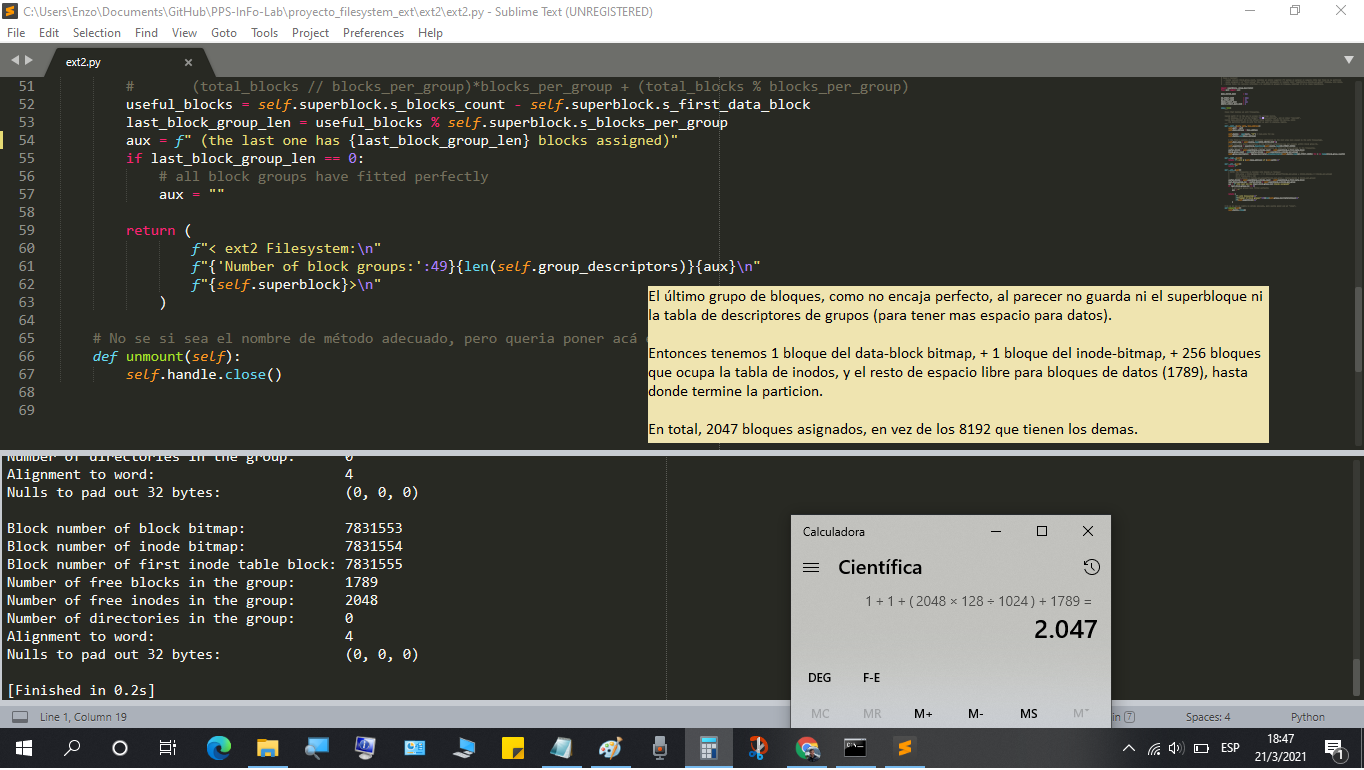 C:\Users\Enzo\Documents\GitHub\PPS-InFo-Lab\proyecto_filesystem_ext\ext2\ext2.py - Sublime Text (UNREGISTERED)
File Edit Selection Find View Goto Tools Project Preferences Help
ext2.py
51 # (total_blocks // blocks_per_group)*blocks_per_group + (total_blocks % blocks_per_group)
52 useful_blocks = self.superblock.s_blocks_count - self.superblock.s_first_data_block
53 last_block_group_len = useful_blocks % self.superblock.s_blocks_per_group
54 aux = f" (the last one has {last_block_group_len} blocks assigned)"
55 if last_block_group_len == 0:
56 # all block groups have fitted perfectly
57 aux = ""
58
59 return (
60 f"< ext2 Filesystem:\n"
61 f"{'Number of block groups:':49}{len(self.group_descriptors)}{aux}\n"
62 f"{self.superblock}>\n"
63 )
64
65 # No se si sea el nombre de método adecuado, pero queria poner acá
66 def unmount(self):
67 self.handle.close()
68
69
El último grupo de bloques, como no encaja perfecto, al parecer no guarda ni el superbloque ni
la tabla de descriptores de grupos (para tener mas espacio para datos).
Entonces tenemos 1 bloque del data-block bitmap, + 1 bloque del inode-bitmap, + 256 bloques
que ocupa la tabla de inodos, y el resto de espacio libre para bloques de datos (1789), hasta
donde termine la particion.
En total, 2047 bloques asignados, en vez de los 8192 que tienen los demas.
Number of directories in the group: 0
Alignment to word: 4
Nulls to pad out 32 bytes: (0, 0, 0)
Block number of block bitmap: 7831553
Block number of inode bitmap: 7831554
Block number of first inode table block: 7831555
Number of free blocks in the group: 1789
Number of free inodes in the group: 2048
Number of directories in the group: 0
Alignment to word: 4
Nulls to pad out 32 bytes: (0, 0, 0)
[Finished in 0.2s]
Calculadora
Científica
1 + 1 + ( 2048 × 128 ÷ 1024 ) + 1789 =
2.047
DEG F-E
MC MR M+ M- MS M˅
Line 1, Column 19
in 7 Spaces: 4 Python
ESP
18:47
21/3/2021
1